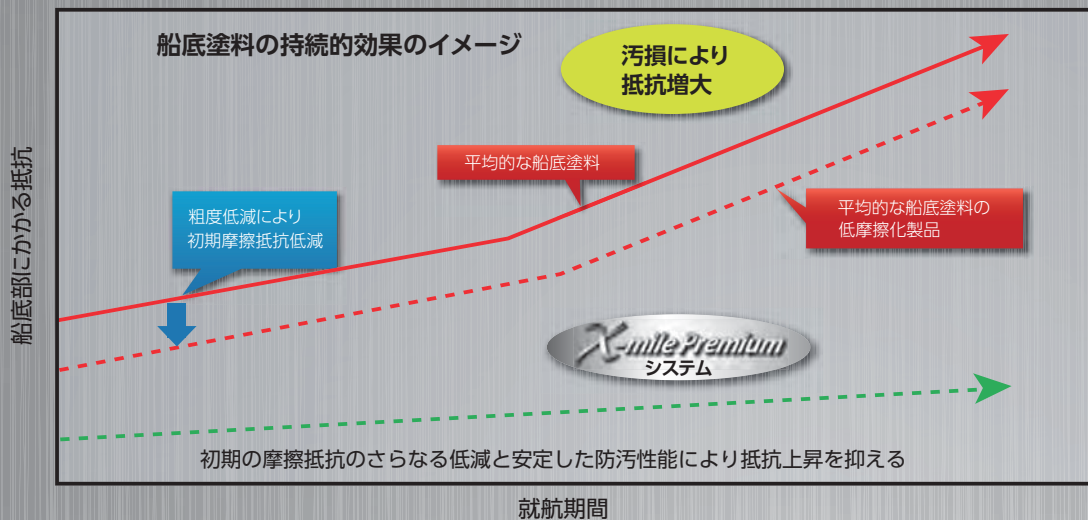 船底塗料の持続的効果のイメージ
汚損により
抵抗増大
平均的な船底塗料
粗度低減により
初期摩擦抵抗低減
平均的な船底塗料の
低摩擦化製品
船底部にかかる抵抗
X-mile Premium
システム
初期の摩擦抵抗のさらなる低減と安定した防汚性能により抵抗上昇を抑える
就航期間